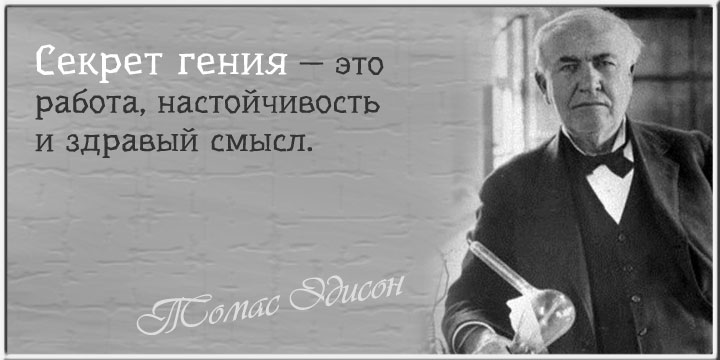 Секрет гения — это
работа, настойчивость
и здравый смысл.
Томас Эдисон